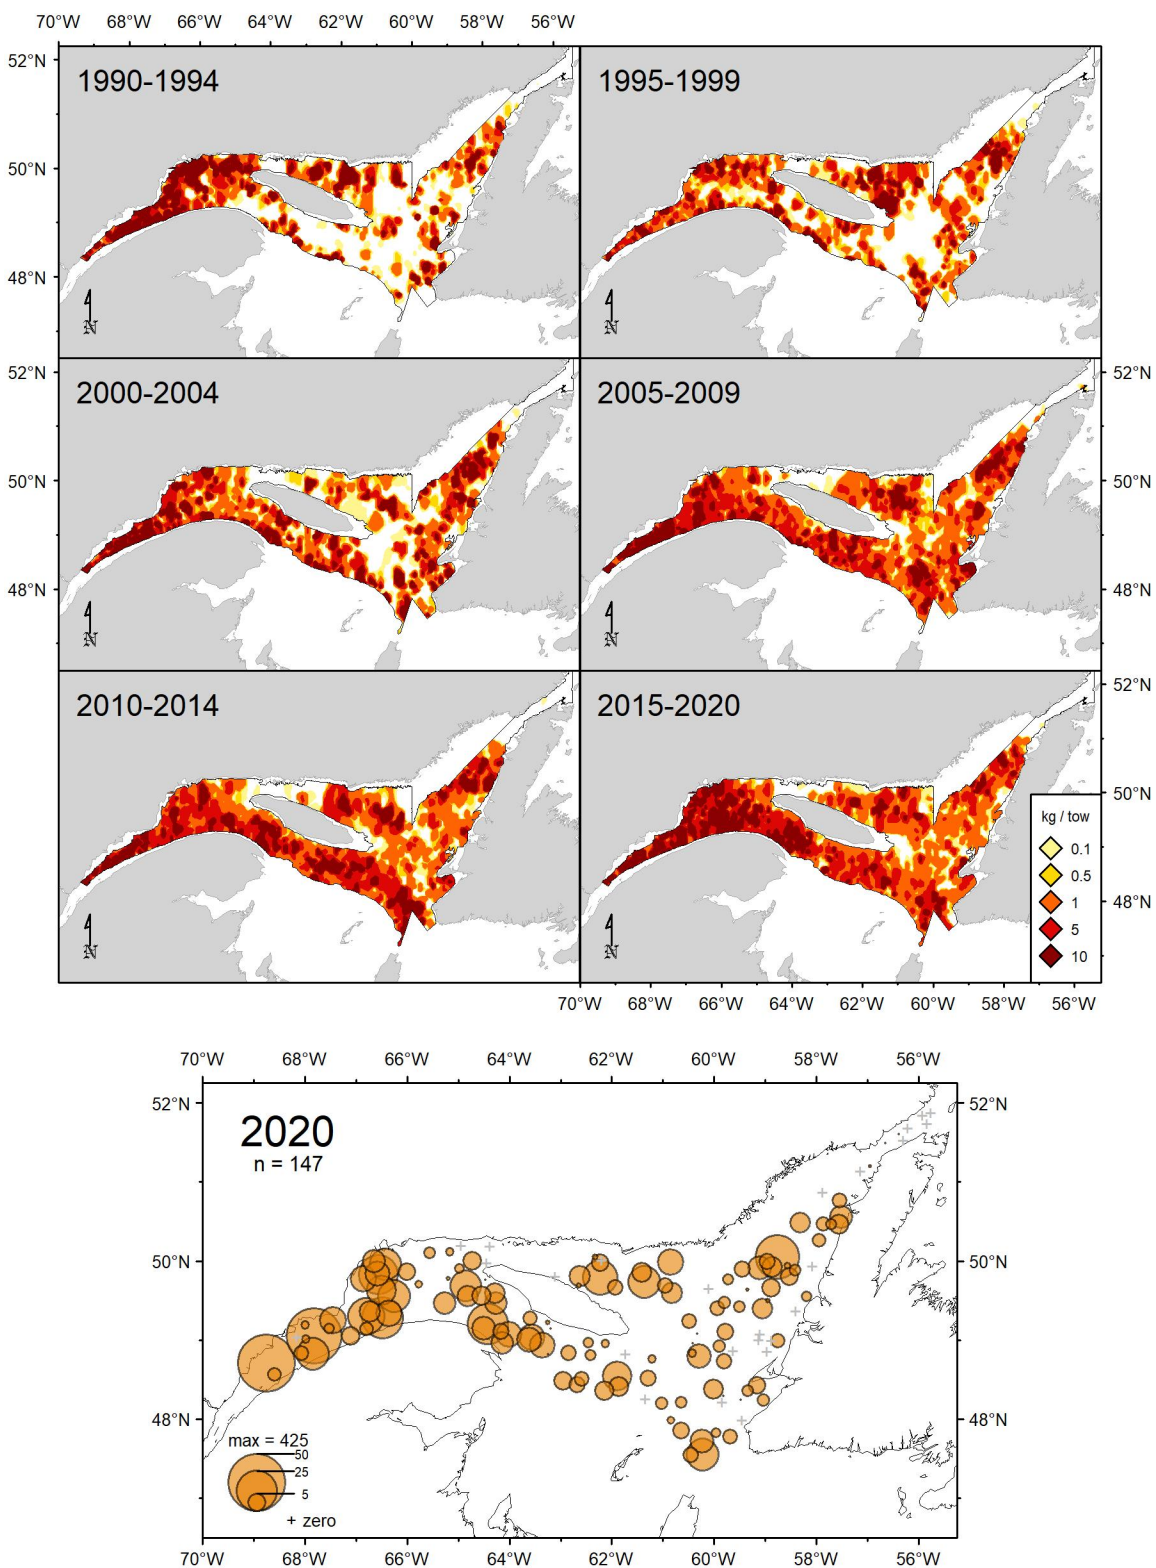 70°W 68°W 66°W 64°W 62°W 60°W 58°W 56°W
52°N
1990-1994
1995-1999
50°N
48°N
N
N
52°N
52°N
2000-2004
2005-2009
50°N
50°N
48°N
48°N
N
N
52°N
2010-2014
2015-2020
50°N
kg / tow
0.1
0.5
1
48°N
5
10
N
N
70°W 68°W 66°W 64°W 62°W 60°W 58°W 56°W
70°W 68°W 66°W 64°W 62°W 60°W 58°W 56°W
52°N
52°N
2020
n = 147
50°N
50°N
48°N
48°N
max = 425
50
25
5
+ zero
70°W 68°W 66°W 64°W 62°W 60°W 58°W 56°W